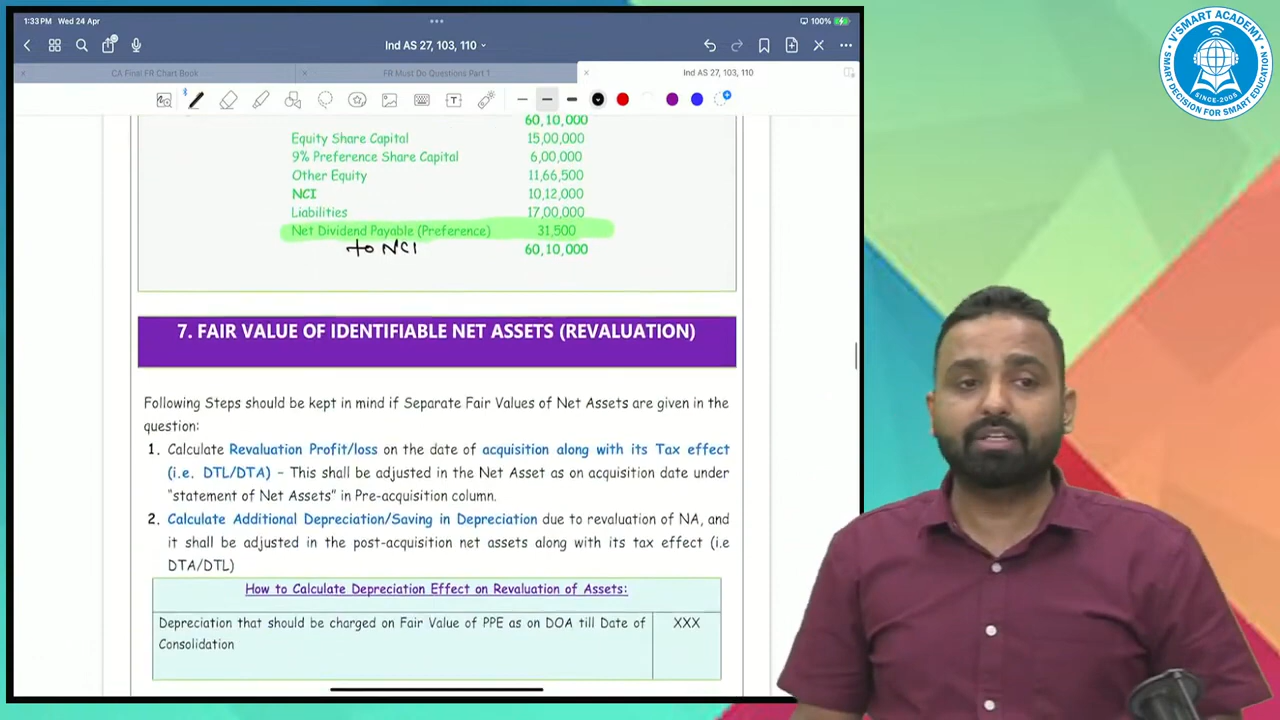 1:33 PM Wed 24 Apr
100%
Ind AS 27, 103, 110
CA Final FR Chart Book
FR Must Do Questions Part 1
Ind AS 27, 103, 110
60,10,000
Equity Share Capital 15,00,000
9% Preference Share Capital 6,00,000
Other Equity 11,66,500
NCI 10,12,000
Liabilities 17,00,000
Net Dividend Payable (Preference) 31,500
to NCI 60,10,000
7. FAIR VALUE OF IDENTIFIABLE NET ASSETS (REVALUATION)
Following Steps should be kept in mind if Separate Fair Values of Net Assets are given in the
question:
1. Calculate Revaluation Profit/loss on the date of acquisition along with its Tax effect
(i.e. DTL/DTA) – This shall be adjusted in the Net Asset as on acquisition date under
"statement of Net Assets" in Pre-acquisition column.
2. Calculate Additional Depreciation/Saving in Depreciation due to revaluation of NA, and
it shall be adjusted in the post-acquisition net assets along with its tax effect (i.e
DTA/DTL)
How to Calculate Depreciation Effect on Revaluation of Assets:
Depreciation that should be charged on Fair Value of PPE as on DOA till Date of XXX
Consolidation
V'SMART ACADEMY
SMART DECISION FOR SMART EDUCATION
SINCE-2008